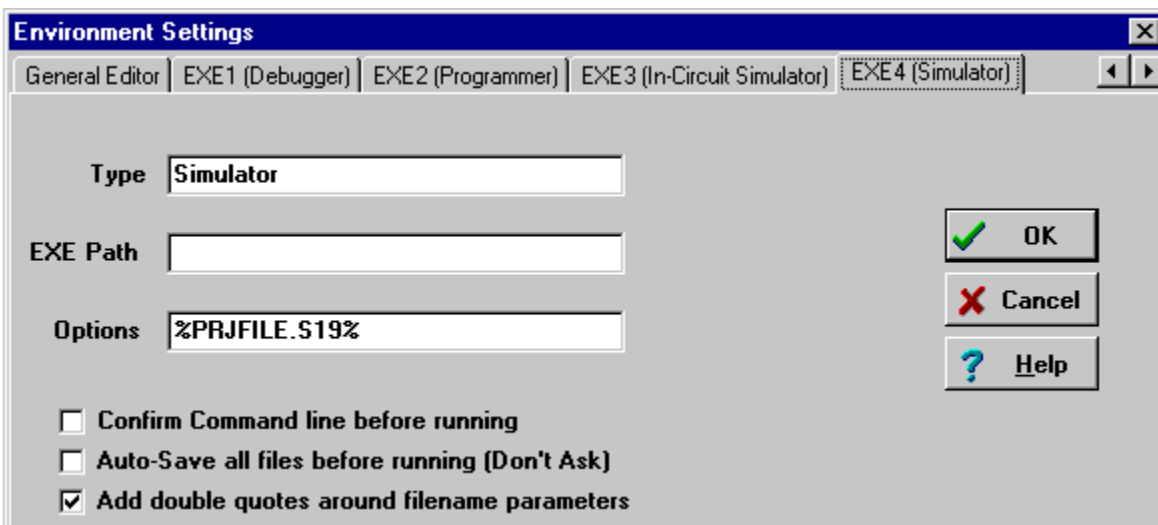 Environment Settings
General Editor EXE1 (Debugger) EXE2 (Programmer) EXE3 (In-Circuit Simulator) EXE4 (Simulator)
Type Simulator
EXE Path
OK
Cancel
Options %PRJFILE.S19%
Help
Confirm Command line before running
Auto-Save all files before running (Don't Ask)
Add double quotes around filename parameters